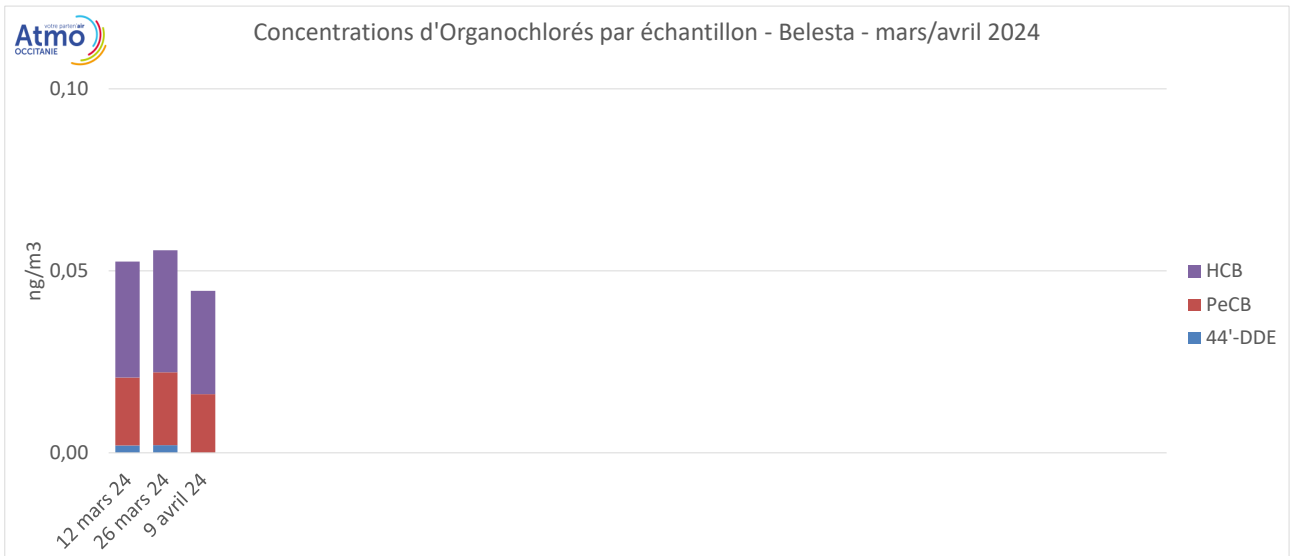 votre parten'air
Atmo
OCCITANIE
Concentrations d'Organochlorés par échantillon - Belesta - mars/avril 2024
0,10
0,05
0,00
ng/m3
12 mars 24
26 mars 24
9 avril 24
HCB
PeCB
44'-DDE